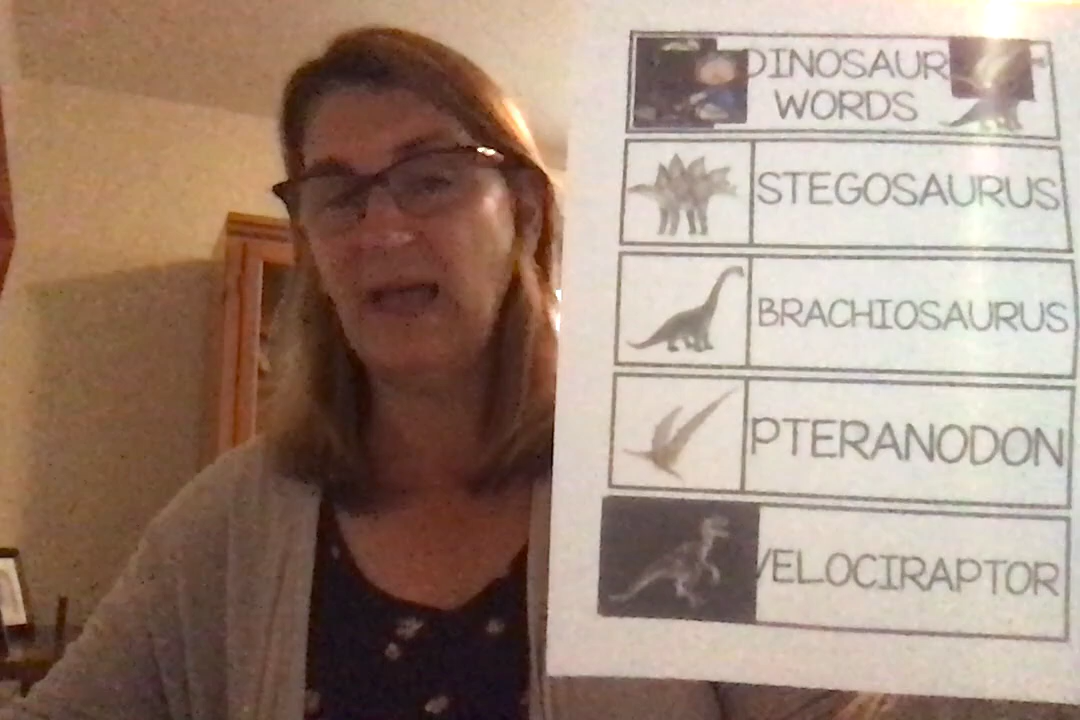 DINOSAUR
WORDS
STEGOSAURUS
BRACHIOSAURUS
PTERANODON
VELOCIRAPTOR